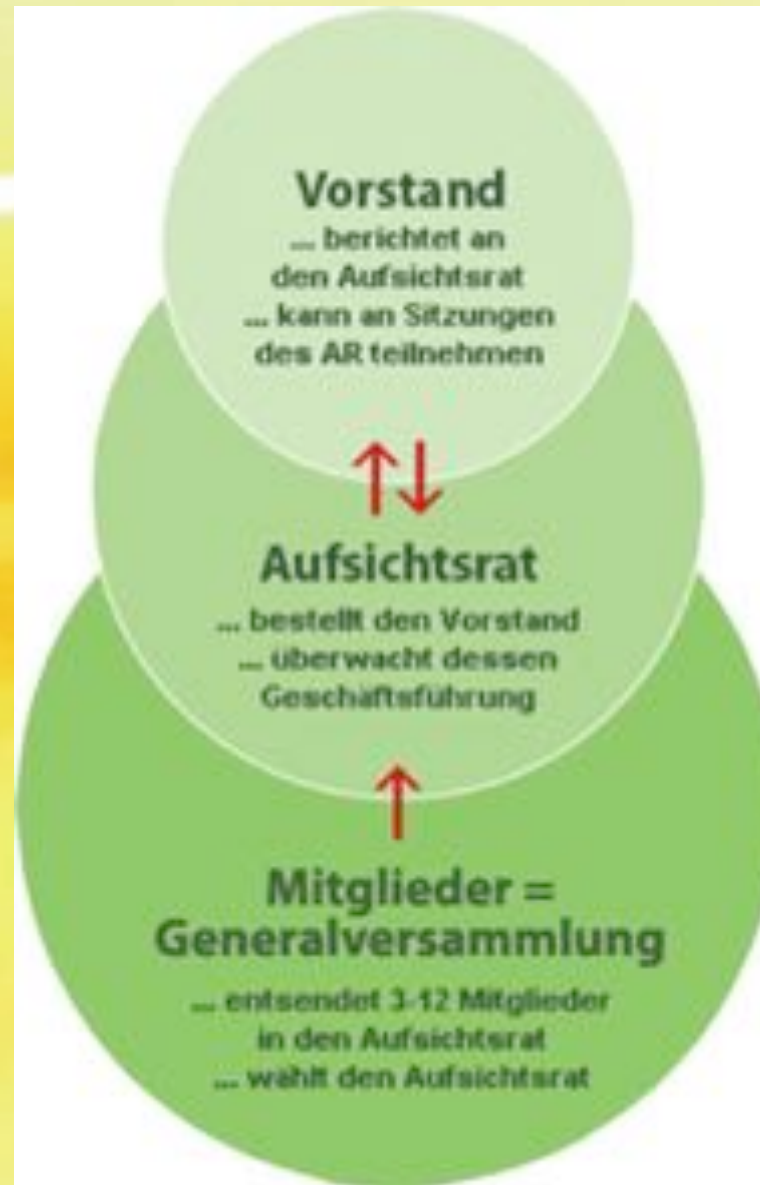 Vorstand
... berichtet an
den Aufsichtsrat
... kann an Sitzungen
des AR teilnehmen
Aufsichtsrat
... bestellt den Vorstand
... überwacht dessen
Geschäftsführung
Mitglieder =
Generalversammlung
... entsendet 3-12 Mitglieder
in den Aufsichtsrat
... wählt den Aufsichtsrat